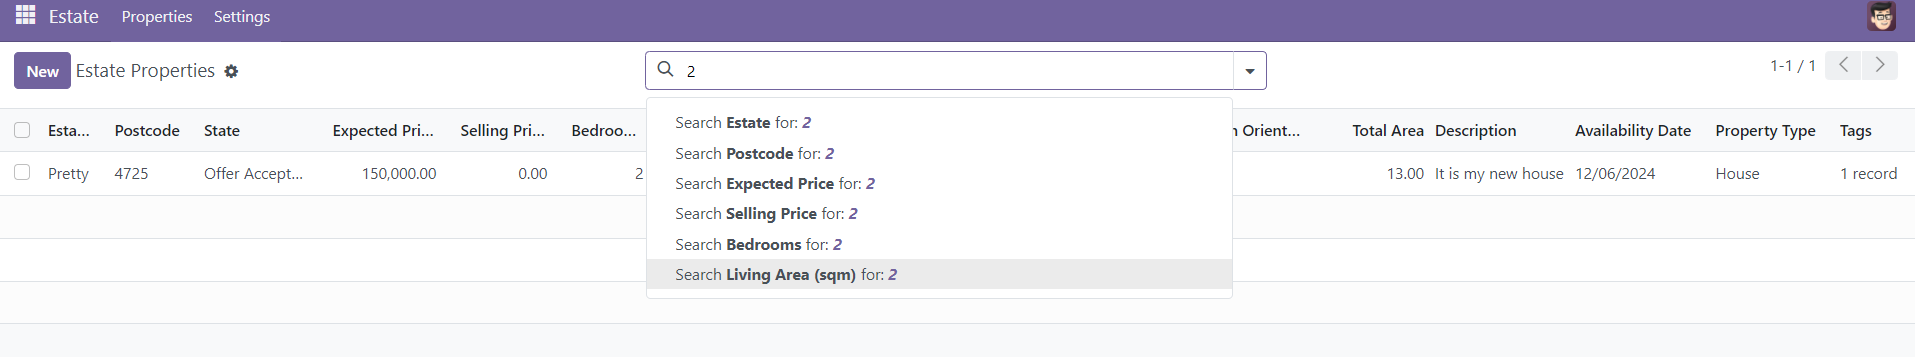 Estate Properties Settings
New Estate Properties
2
1-1 / 1
Search Estate for: 2
Search Postcode for: 2
Search Expected Price for: 2
Search Selling Price for: 2
Search Bedrooms for: 2
Search Living Area (sqm) for: 2
Esta... Postcode State Expected Pri... Selling Pri... Bedroo... n Orient... Total Area Description Availability Date Property Type Tags
Pretty 4725 Offer Accept... 150,000.00 0.00 2 13.00 It is my new house 12/06/2024 House 1 record